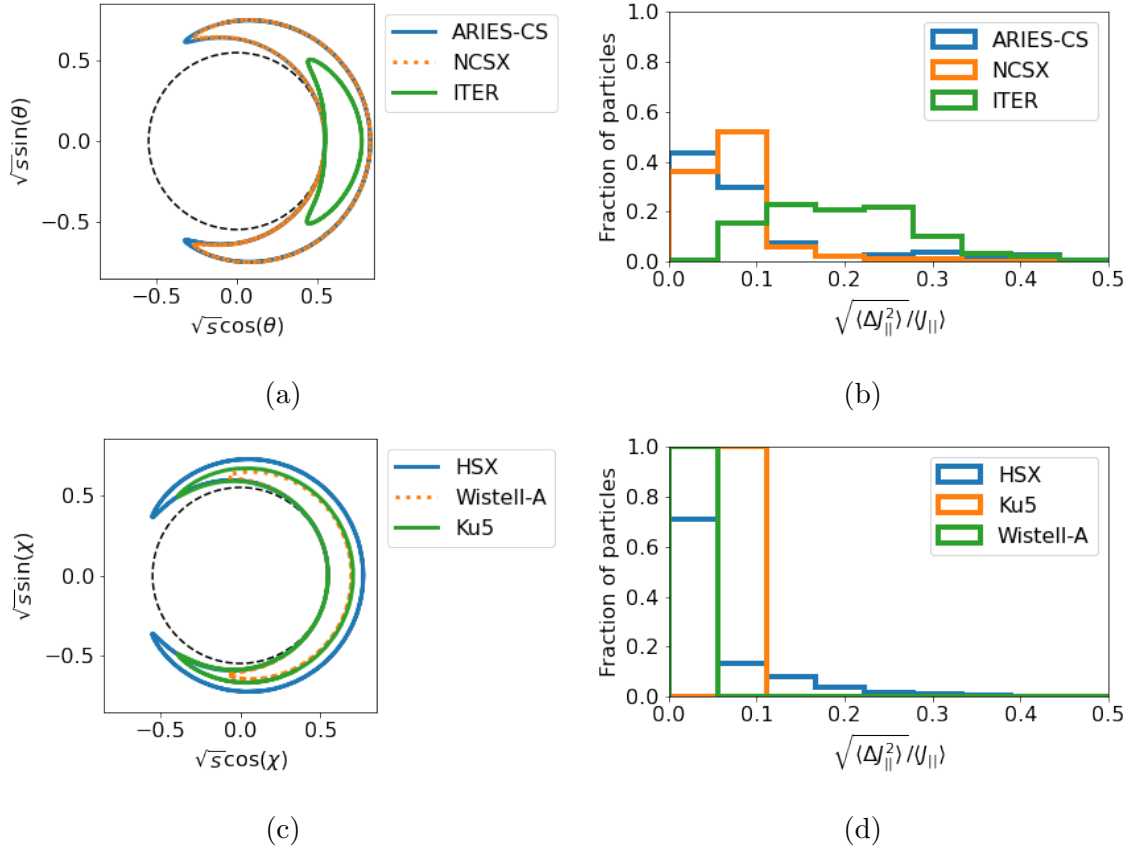 √s sin(θ)
0.5
0.0
−0.5
−0.5 0.0 0.5
√s cos(θ)
ARIES-CS
NCSX
ITER
(a)
Fraction of particles
1.0
0.8
0.6
0.4
0.2
0.0
0.0 0.1 0.2 0.3 0.4 0.5
√⟨ΔJ²_||⟩/⟨J_||⟩
ARIES-CS
NCSX
ITER
(b)
√s sin(χ)
0.5
0.0
−0.5
−0.5 0.0 0.5
√s cos(χ)
HSX
Wistell-A
Ku5
(c)
Fraction of particles
1.0
0.8
0.6
0.4
0.2
0.0
0.0 0.1 0.2 0.3 0.4 0.5
√⟨ΔJ²_||⟩/⟨J_||⟩
HSX
Ku5
Wistell-A
(d)